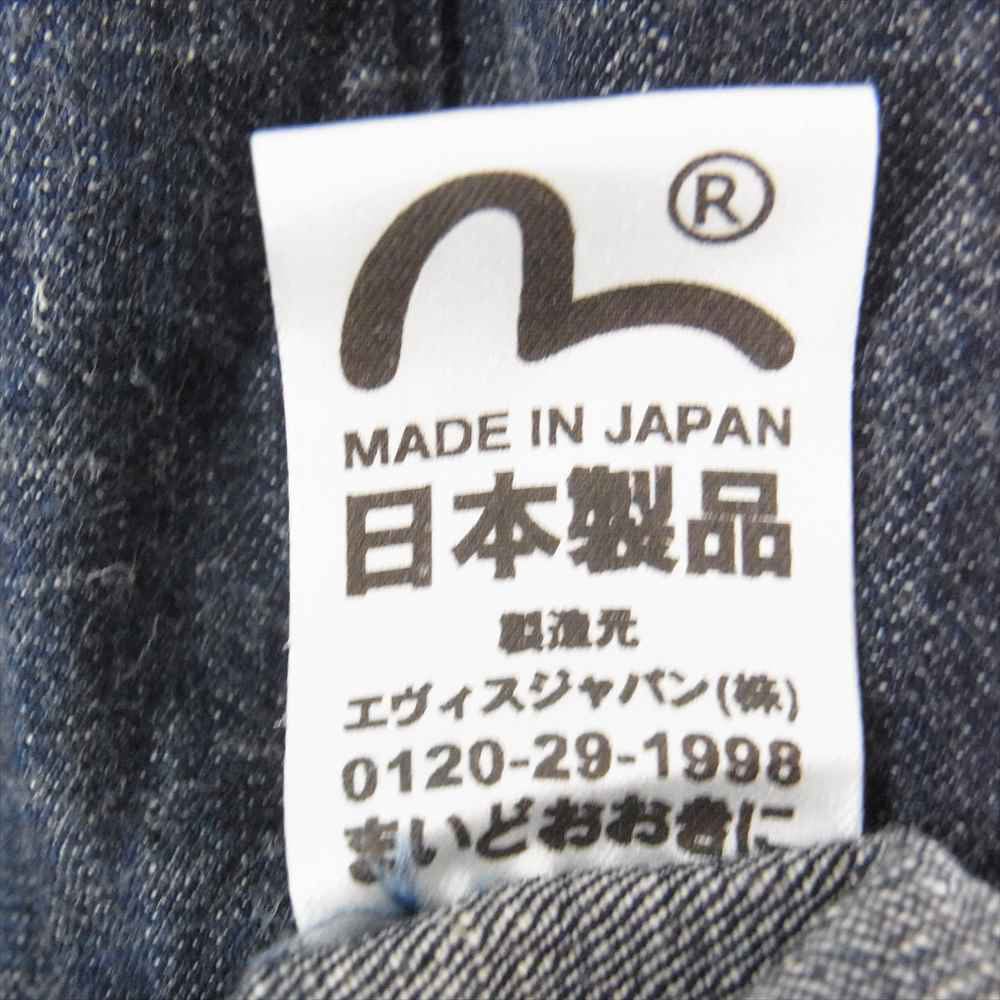 ®
MADE IN JAPAN
日本製品
製造元
エヴィスジャパン(株)
0120-29-1998
まいどおおきに